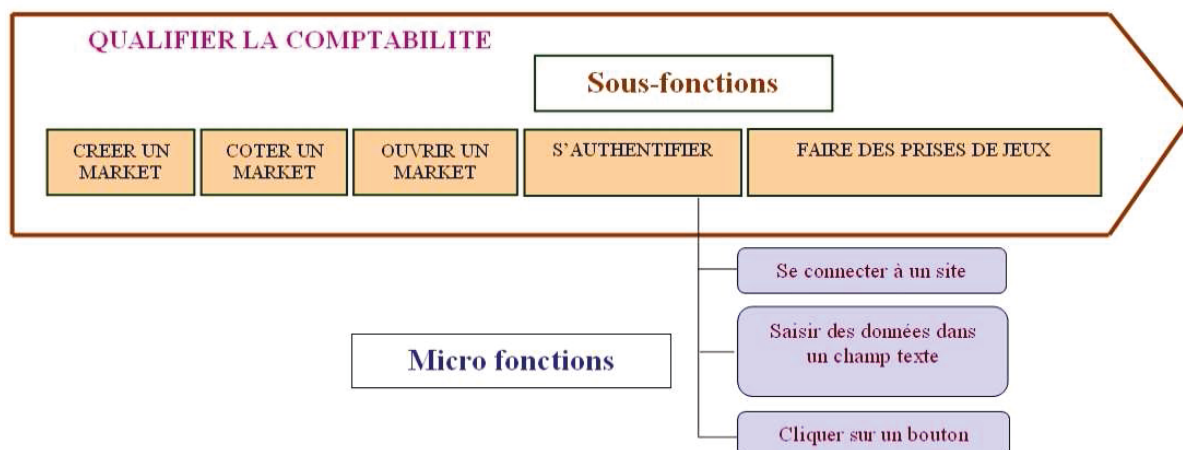 QUALIFIER LA COMPTABILITE
Sous-fonctions
CREER UN
MARKET
COTER UN
MARKET
OUVRIR UN
MARKET
S'AUTHENTIFIER
FAIRE DES PRISES DE JEUX
Se connecter à un site
Saisir des données dans
un champ texte
Micro fonctions
Cliquer sur un bouton